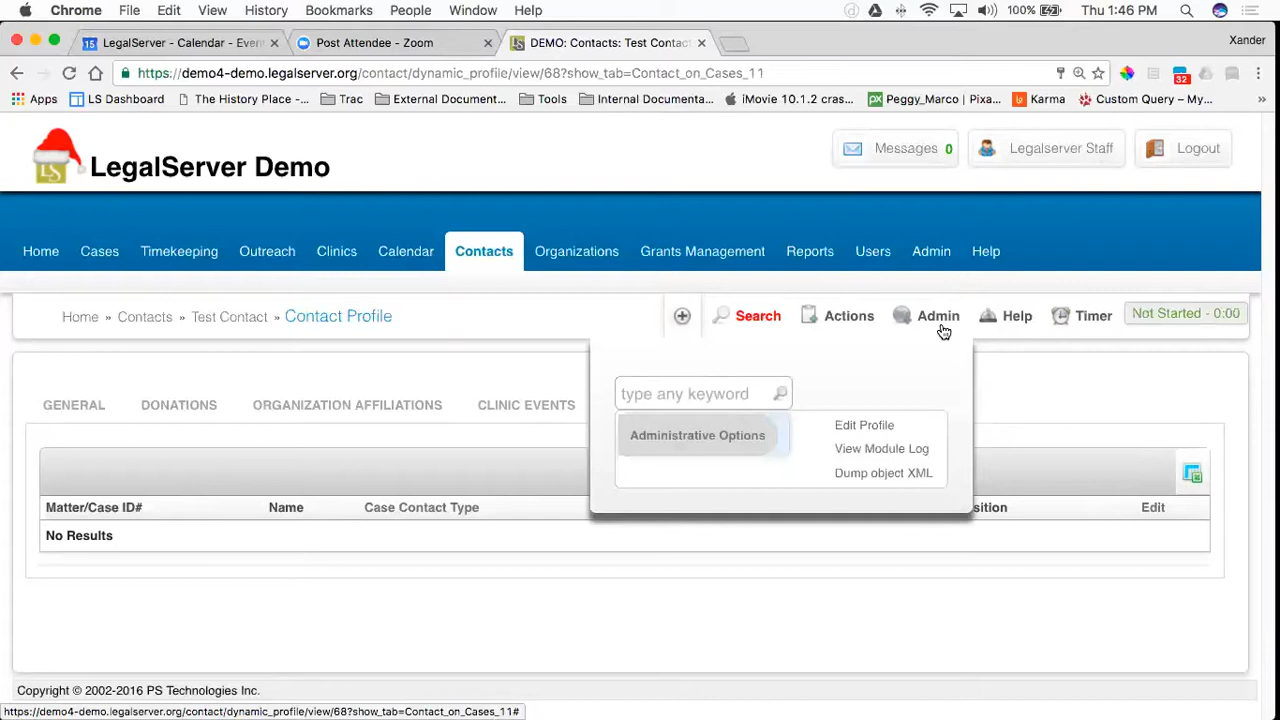 Chrome File Edit View History Bookmarks People Window Help 100% Thu 1:46 PM
15 LegalServer - Calendar - Even × Post Attendee - Zoom × DEMO: Contacts: Test Contac × Xander
https://demo4-demo.legalserver.org/contact/dynamic_profile/view/68?show_tab=Contact_on_Cases_11 32
Apps LS Dashboard The History Place -... Trac External Document... Tools Internal Documenta... iMovie 10.1.2 cras... Peggy_Marco | Pixa... Karma Custom Query – My... »
LS LegalServer Demo
Messages 0 Legalserver Staff Logout
Home Cases Timekeeping Outreach Clinics Calendar Contacts Organizations Grants Management Reports Users Admin Help
Home » Contacts » Test Contact » Contact Profile Search Actions Admin Help Timer Not Started - 0:00
type any keyword
Administrative Options
Edit Profile
View Module Log
Dump object XML
GENERAL DONATIONS ORGANIZATION AFFILIATIONS CLINIC EVENTS
Matter/Case ID# Name Case Contact Type sition Edit
No Results
Copyright © 2002-2016 PS Technologies Inc.
https://demo4-demo.legalserver.org/contact/dynamic_profile/view/68?show_tab=Contact_on_Cases_11#